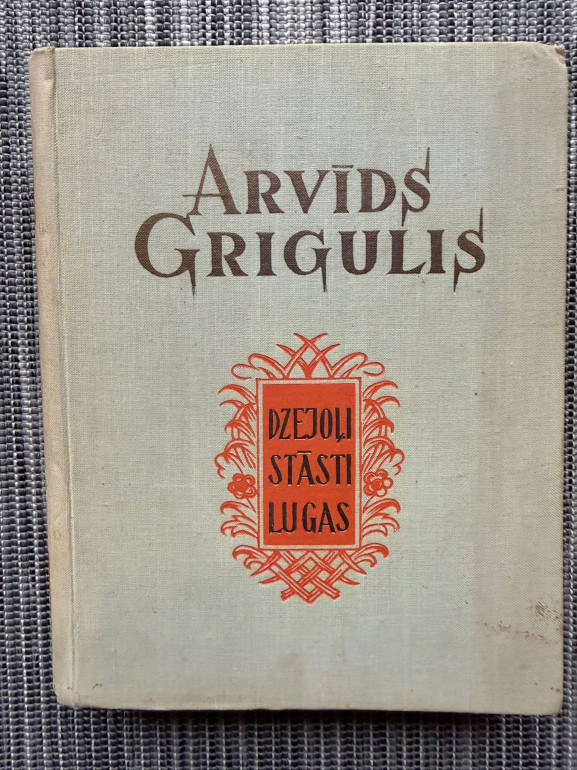 ARVĪDS
GRIGULIS
DZEJOĻI
STĀSTI
LUGAS